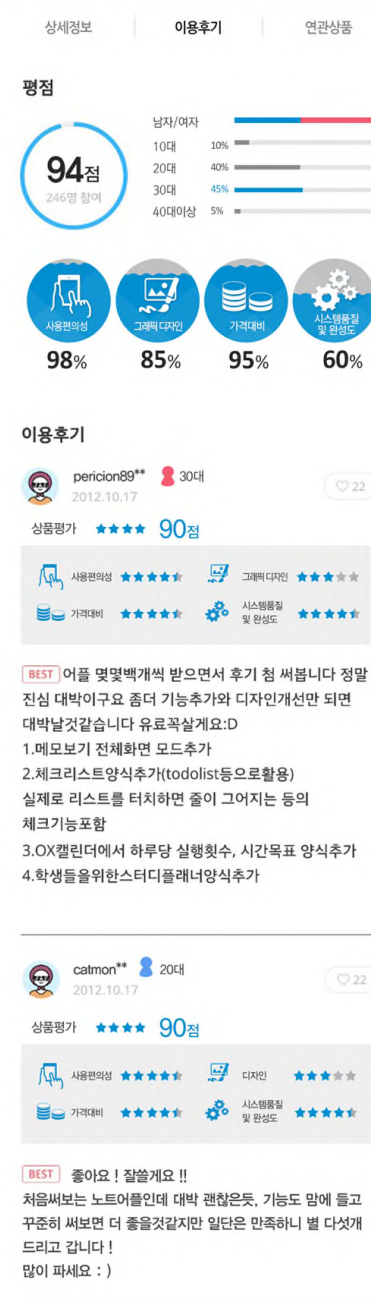 상세정보 이용후기 연관상품
평점
94점
246명 참여
남자/여자
10대 10%
20대 40%
30대 45%
40대이상 5%
사용편의성 그래픽 디자인 가격대비 시스템품질
및 완성도
98% 85% 95% 60%
이용후기
pericion89** 30대
2012.10.17
♡ 22
상품평가 ★★★★ 90점
사용편의성 그래픽 디자인
가격대비 시스템품질
및 완성도
BEST 어플 몇몇백개씩 받으면서 후기 첨 써봅니다 정말
진심 대박이구요 좀더 기능추가와 디자인개선만 되면
대박날것같습니다 유료꼭살게요:D
1.메모보기 전체화면 모드추가
2.체크리스트양식추가(todolist등으로활용)
실제로 리스트를 터치하면 줄이 그어지는 등의
체크기능포함
3.OX캘린더에서 하루당 실행횟수, 시간목표 양식추가
4.학생들을위한스터디플래너양식추가
catmon** 20대
2012.10.17
♡ 22
상품평가 ★★★★ 90점
사용편의성 디자인
가격대비 시스템품질
및 완성도
BEST 좋아요 ! 잘쓸게요 !!
처음써보는 노트어플인데 대박 괜찮은듯, 기능도 맘에 들고
꾸준히 써보면 더 좋을것같지만 일단은 만족하니 별 다섯개
드리고 갑니다 !
많이 파세요 : )